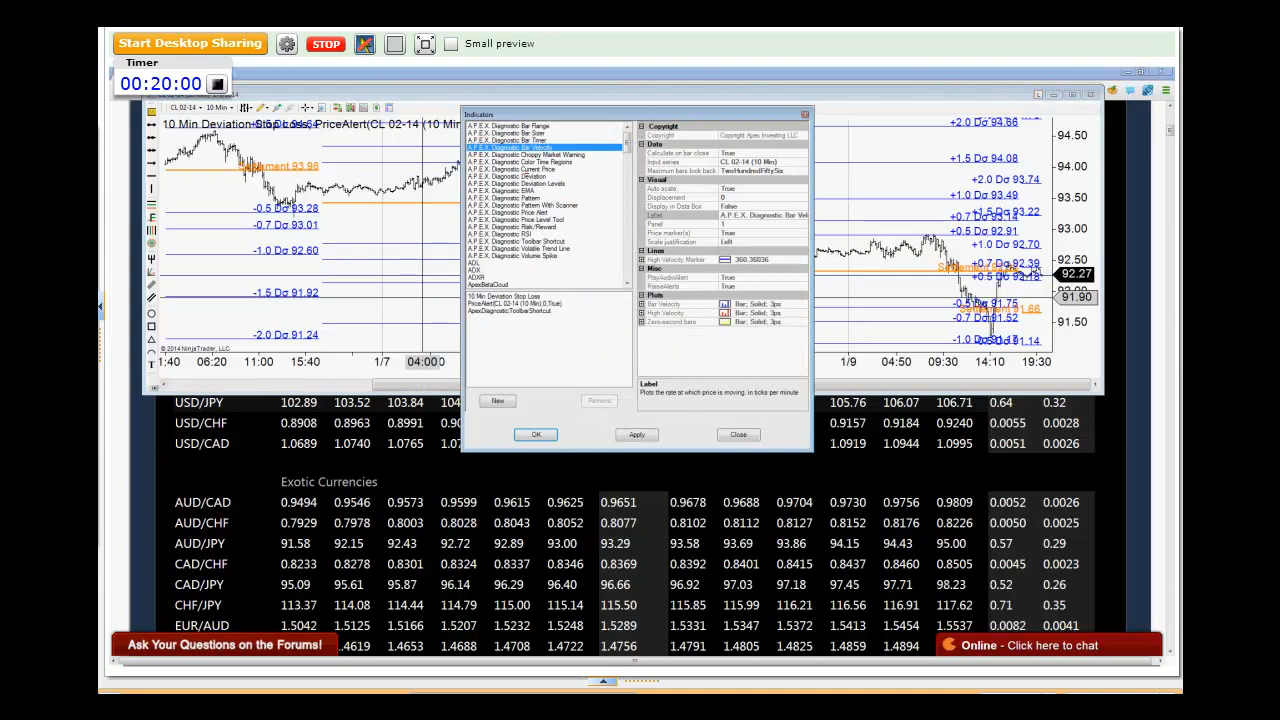 Start Desktop Sharing
STOP
Small preview
Timer
00:20:00
CL 02-14
10 Min
10 Min Deviation Stop Loss, PriceAlert(CL 02-14 (10 Min)
Settlement 93.96
-0.5 Dσ 93.28
-0.7 Dσ 93.01
-1.0 Dσ 92.60
-1.5 Dσ 91.92
-2.0 Dσ 91.24
© 2014 NinjaTrader, LLC
1:40 06:20 11:00 15:40 1/7 04:00
Indicators
A.P.E.X. Diagnostic Bar Range
A.P.E.X. Diagnostic Bar Sizer
A.P.E.X. Diagnostic Bar Timer
A.P.E.X. Diagnostic Bar Velocity
A.P.E.X. Diagnostic Choppy Market Warning
A.P.E.X. Diagnostic Color Time Regions
A.P.E.X. Diagnostic Current Price
A.P.E.X. Diagnostic Deviation
A.P.E.X. Diagnostic Deviation Levels
A.P.E.X. Diagnostic EMA
A.P.E.X. Diagnostic Pattern
A.P.E.X. Diagnostic Pattern With Scanner
A.P.E.X. Diagnostic Price Alert
A.P.E.X. Diagnostic Price Level Tool
A.P.E.X. Diagnostic Risk/Reward
A.P.E.X. Diagnostic RSI
A.P.E.X. Diagnostic Toolbar Shortcut
A.P.E.X. Diagnostic Volatile Trend Line
A.P.E.X. Diagnostic Volume Spike
ADL
ADX
ADXR
ApexBetaCloud
10 Min Deviation Stop Loss
PriceAlert(CL 02-14 (10 Min),0,True)
ApexDiagnosticToolbarShortcut
New
Remove
OK
Apply
Close
Copyright
Copyright Copyright Apex Investing LLC
Data
Calculate on bar close True
Input series CL 02-14 (10 Min)
Maximum bars look back TwoHundredFiftySix
Visual
Auto scale True
Displacement 0
Display in Data Box False
Label A.P.E.X. Diagnostic Bar Vel
Panel 1
Price marker(s) True
Scale justification Left
Lines
High Velocity Marker 360.36036
Misc
PlayAudioAlert True
RaiseAlerts True
Plots
Bar Velocity Bar; Solid; 3px
High Velocity Bar; Solid; 3px
Zero-second bars Bar; Solid; 3px
Label
Plots the rate at which price is moving, in ticks per minute
+2.0 Dσ 94.66
+1.5 Dσ 94.08
+2.0 Dσ 93.74
+1.0 Dσ 93.49
+1.5 Dσ 93.22
+0.7 Dσ 93.14
+0.5 Dσ 92.91
+1.0 Dσ 92.70
+0.7 Dσ 92.39
-0.5 Dσ 91.75
-0.7 Dσ 91.52
Settlement 91.66
94.50
94.00
93.50
93.00
92.50
92.27
91.90
91.50
1/9 04:50 09:30 14:10 19:30
USD/JPY 102.89 103.52 103.84 105.76 106.07 106.71 0.64 0.32
USD/CHF 0.8908 0.8963 0.8991 0.9157 0.9184 0.9240 0.0055 0.0028
USD/CAD 1.0689 1.0740 1.0765 1.0919 1.0944 1.0995 0.0051 0.0026
Exotic Currencies
AUD/CAD 0.9494 0.9546 0.9573 0.9599 0.9615 0.9625 0.9651 0.9678 0.9688 0.9704 0.9730 0.9756 0.9809 0.0052 0.0026
AUD/CHF 0.7929 0.7978 0.8003 0.8028 0.8043 0.8052 0.8077 0.8102 0.8112 0.8127 0.8152 0.8176 0.8226 0.0050 0.0025
AUD/JPY 91.58 92.15 92.43 92.72 92.89 93.00 93.29 93.58 93.69 93.86 94.15 94.43 95.00 0.57 0.29
CAD/CHF 0.8233 0.8278 0.8301 0.8324 0.8337 0.8346 0.8369 0.8392 0.8401 0.8414 0.8437 0.8460 0.8505 0.0045 0.0023
CAD/JPY 95.09 95.61 95.87 96.14 96.29 96.40 96.66 96.92 97.03 97.18 97.45 97.71 98.23 0.52 0.26
CHF/JPY 113.37 114.08 114.44 114.79 115.00 115.14 115.50 115.85 115.99 116.21 116.56 116.91 117.62 0.71 0.35
EUR/AUD 1.5042 1.5125 1.5166 1.5207 1.5232 1.5248 1.5289 1.5331 1.5347 1.5372 1.5413 1.5454 1.5537 0.0082 0.0041
1.4619 1.4653 1.4688 1.4708 1.4722 1.4756 1.4791 1.4805 1.4825 1.4859 1.4894
Ask Your Questions on the Forums!
Online - Click here to chat